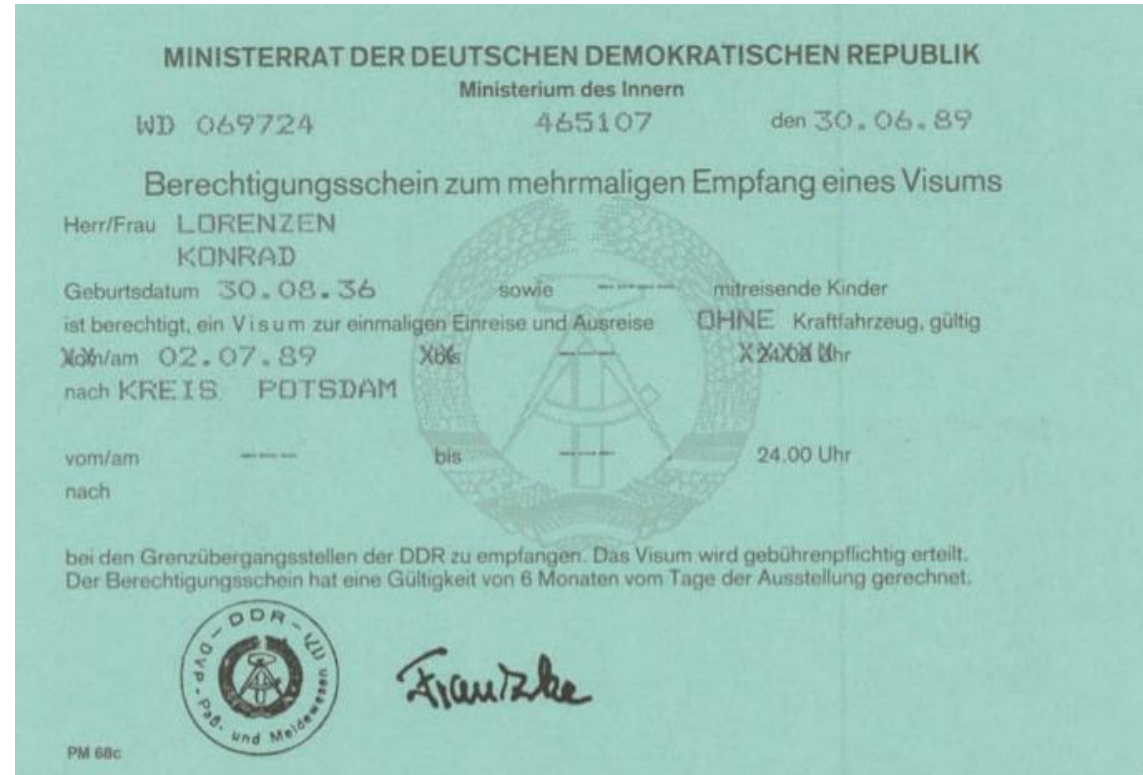 MINISTERRAT DER DEUTSCHEN DEMOKRATISCHEN REPUBLIK
Ministerium des Innern
WD 069724 465107 den 30.06.89
Berechtigungsschein zum mehrmaligen Empfang eines Visums
Herr/Frau LORENZEN
KONRAD
Geburtsdatum 30.08.36 sowie ------ mitreisende Kinder
ist berechtigt, ein Visum zur einmaligen Einreise und Ausreise OHNE Kraftfahrzeug, gültig
/am 02.07.89 --- Uhr
nach KREIS POTSDAM
vom/am --- bis --- 24.00 Uhr
nach
bei den Grenzübergangsstellen der DDR zu empfangen. Das Visum wird gebührenpflichtig erteilt.
Der Berechtigungsschein hat eine Gültigkeit von 6 Monaten vom Tage der Ausstellung gerechnet.
- DDR - (17)
DVP - Paß- und Meldewesen
Frantzke
PM 68c